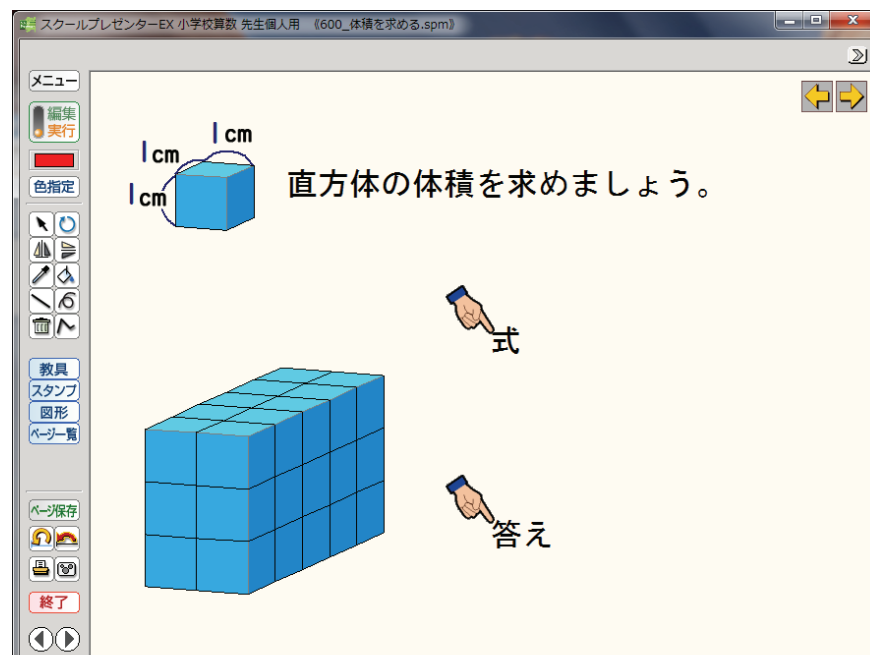 スクールプレゼンターEX 小学校算数 先生個人用 《600_体積を求める.spm》
メニュー
編集
実行
色指定
教具
スタンプ
図形
ページ一覧
ページ保存
終了
1cm
1cm
1cm
直方体の体積を求めましょう。
式
答え